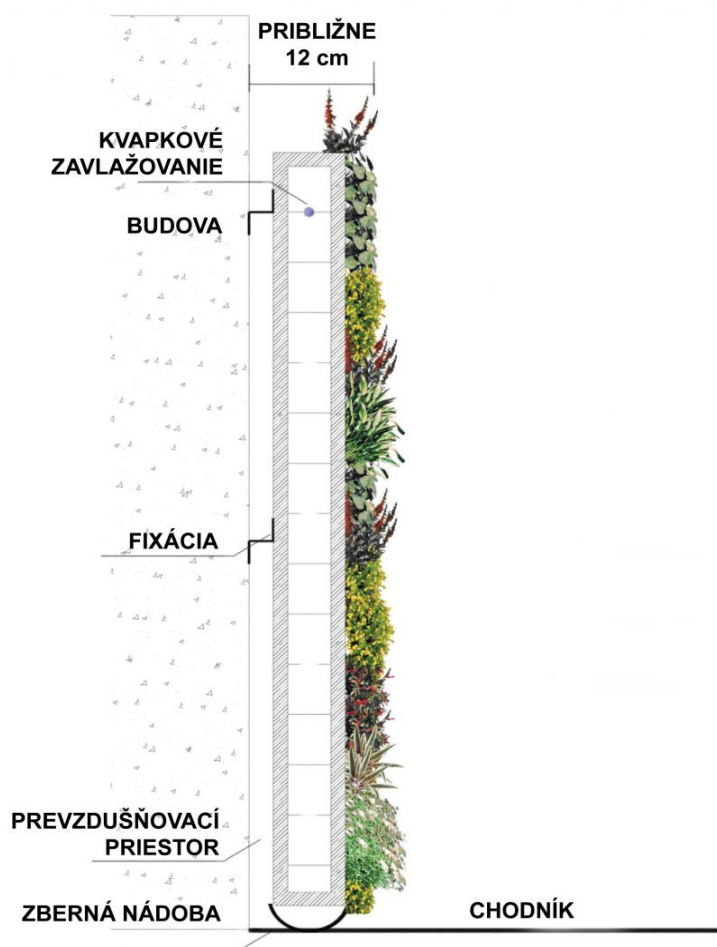 PRIBLIŽNE
12 cm
KVAPKOVÉ
ZAVLAŽOVANIE
BUDOVA
FIXÁCIA
PREVZDUŠŇOVACÍ
PRIESTOR
ZBERNÁ NÁDOBA
CHODNÍK